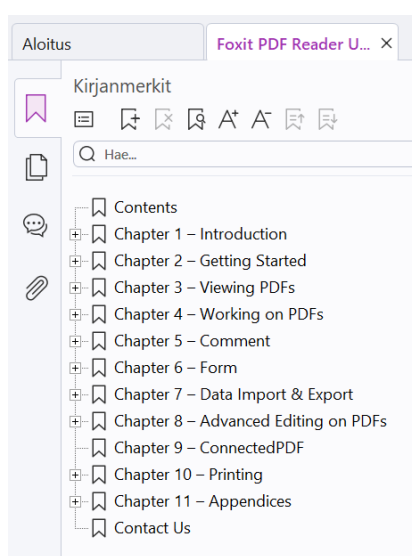 Aloitus
Foxit PDF Reader U... ×
Kirjanmerkit
Hae...
Contents
Chapter 1 – Introduction
Chapter 2 – Getting Started
Chapter 3 – Viewing PDFs
Chapter 4 – Working on PDFs
Chapter 5 – Comment
Chapter 6 – Form
Chapter 7 – Data Import & Export
Chapter 8 – Advanced Editing on PDFs
Chapter 9 – ConnectedPDF
Chapter 10 – Printing
Chapter 11 – Appendices
Contact Us